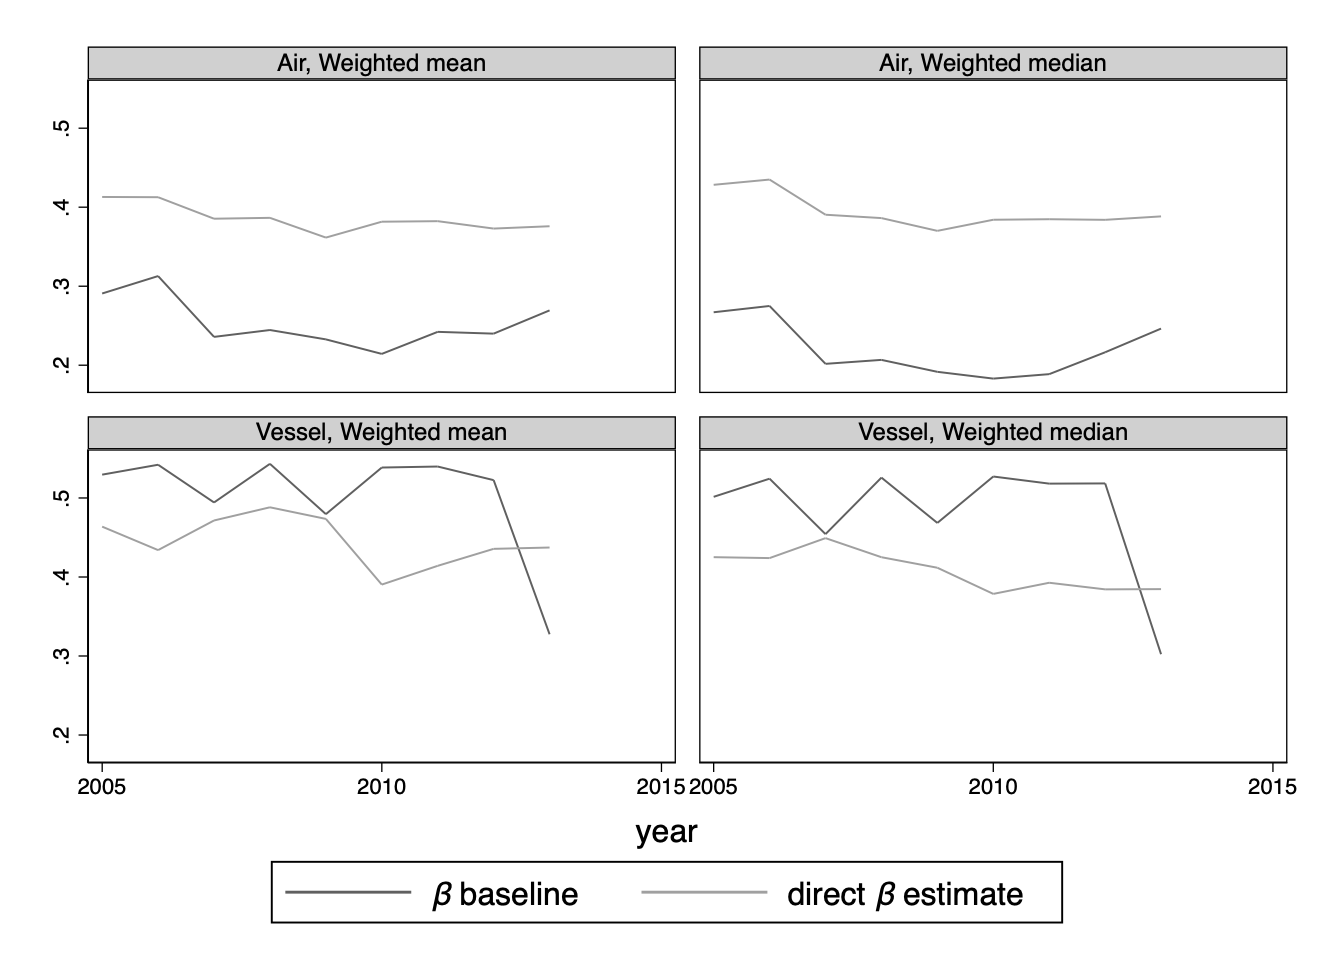 Air, Weighted mean
Air, Weighted median
.5
.4
.3
.2
Vessel, Weighted mean
Vessel, Weighted median
.5
.4
.3
.2
2005 2010 2015 2005 2010 2015
year
β baseline direct β estimate